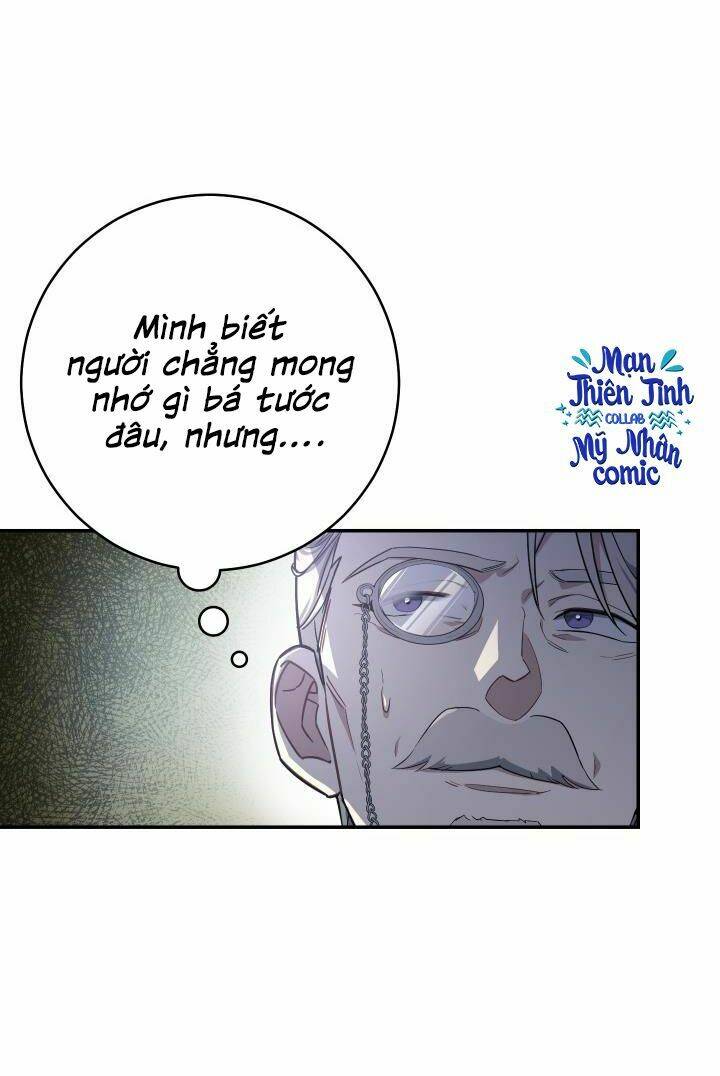 Mình biết
người chẳng mong
nhớ gì bá tước
đâu, nhưng....
Mạn
Thiên Tình
COLLAB
Mỹ Nhân
comic